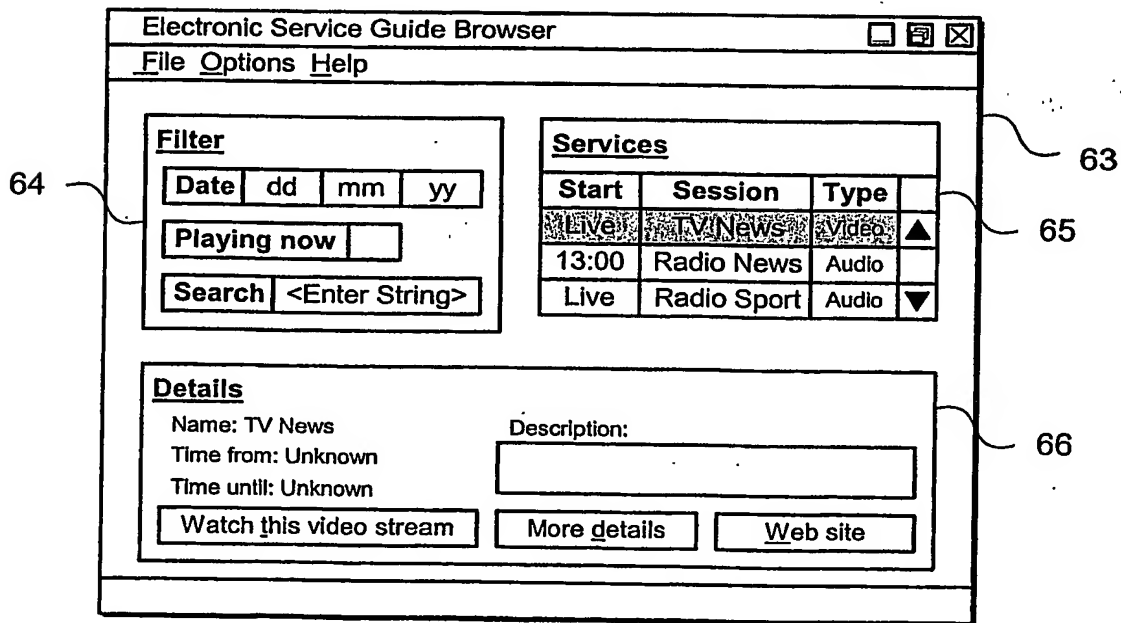 Electronic Service Guide Browser
File Options Help
63
64
Filter
Date dd mm yy
Playing now
Search <Enter String>
65
Services
Start Session Type
Live TV News Video
13:00 Radio News Audio
Live Radio Sport Audio
66
Details
Name: TV News
Time from: Unknown
Time until: Unknown
Description:
Watch this video stream
More details
Web site